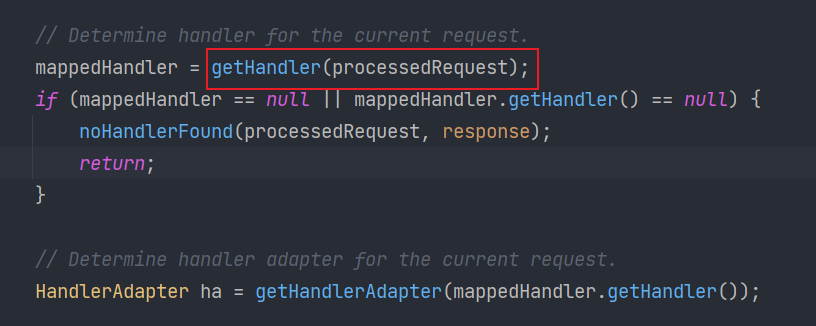 // Determine handler for the current request.
mappedHandler = getHandler(processedRequest);
if (mappedHandler == null || mappedHandler.getHandler() == null) {
noHandlerFound(processedRequest, response);
return;
}
// Determine handler adapter for the current request.
HandlerAdapter ha = getHandlerAdapter(mappedHandler.getHandler());